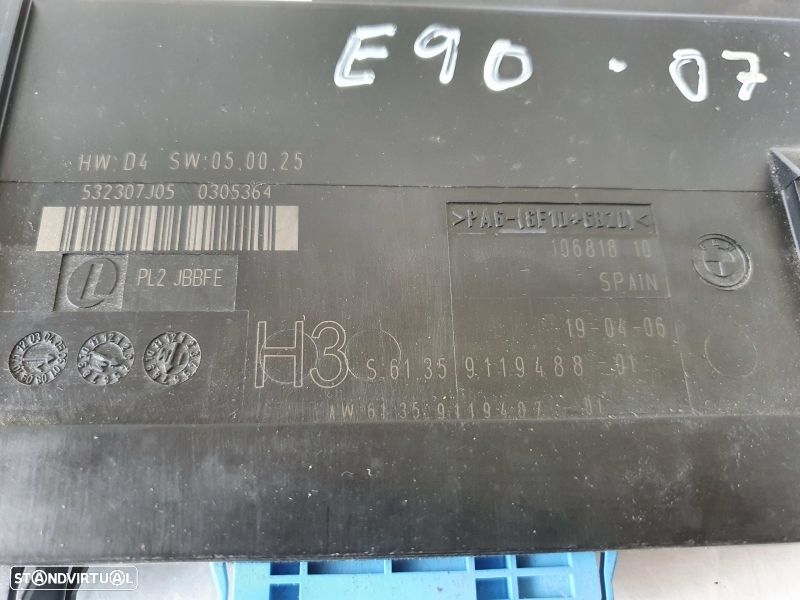 E90 . 07
HW:D4 SW:05.00.25
532307J05 0305364
>PA6-(GF10+GB20)<
106818 10
PL2 JBBFE
SPAIN
19-04-06
H3
S 61.35 9119488-01
AW 61.35 9119407-01
STANDVIRTUAL